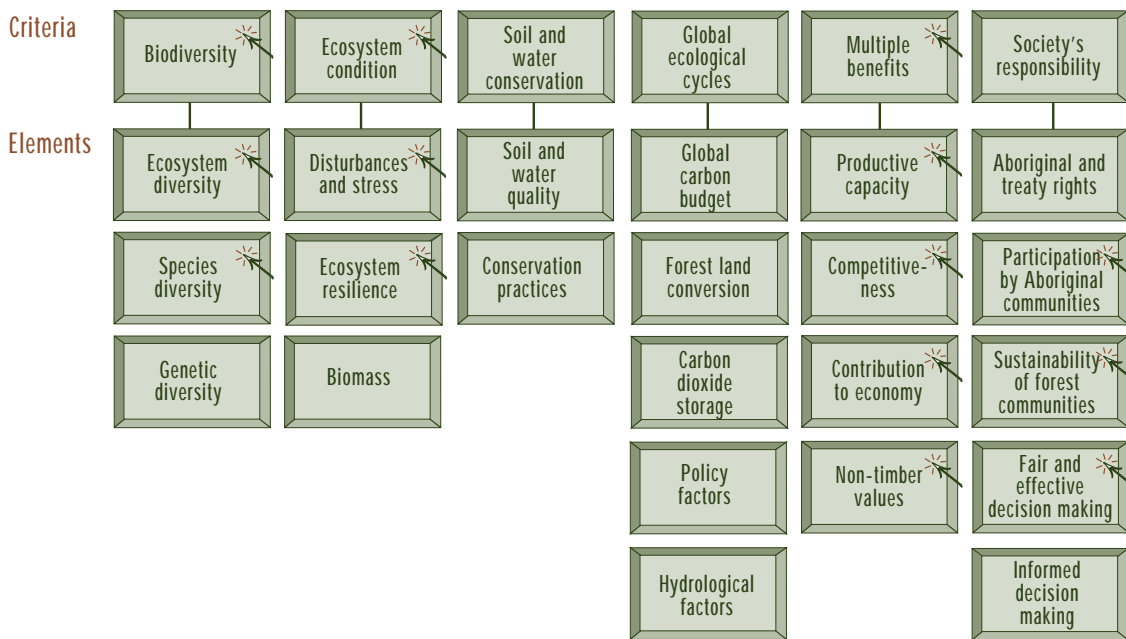 Criteria
Biodiversity
Ecosystem
condition
Soil and
water
conservation
Global
ecological
cycles
Multiple
benefits
Society's
responsibility
Elements
Ecosystem
diversity
Disturbances
and stress
Soil and
water
quality
Global
carbon
budget
Productive
capacity
Aboriginal and
treaty rights
Species
diversity
Ecosystem
resilience
Conservation
practices
Forest land
conversion
Competitive-
ness
Participation
by Aboriginal
communities
Genetic
diversity
Biomass
Carbon
dioxide
storage
Contribution
to economy
Sustainability
of forest
communities
Policy
factors
Non-timber
values
Fair and
effective
decision making
Hydrological
factors
Informed
decision
making